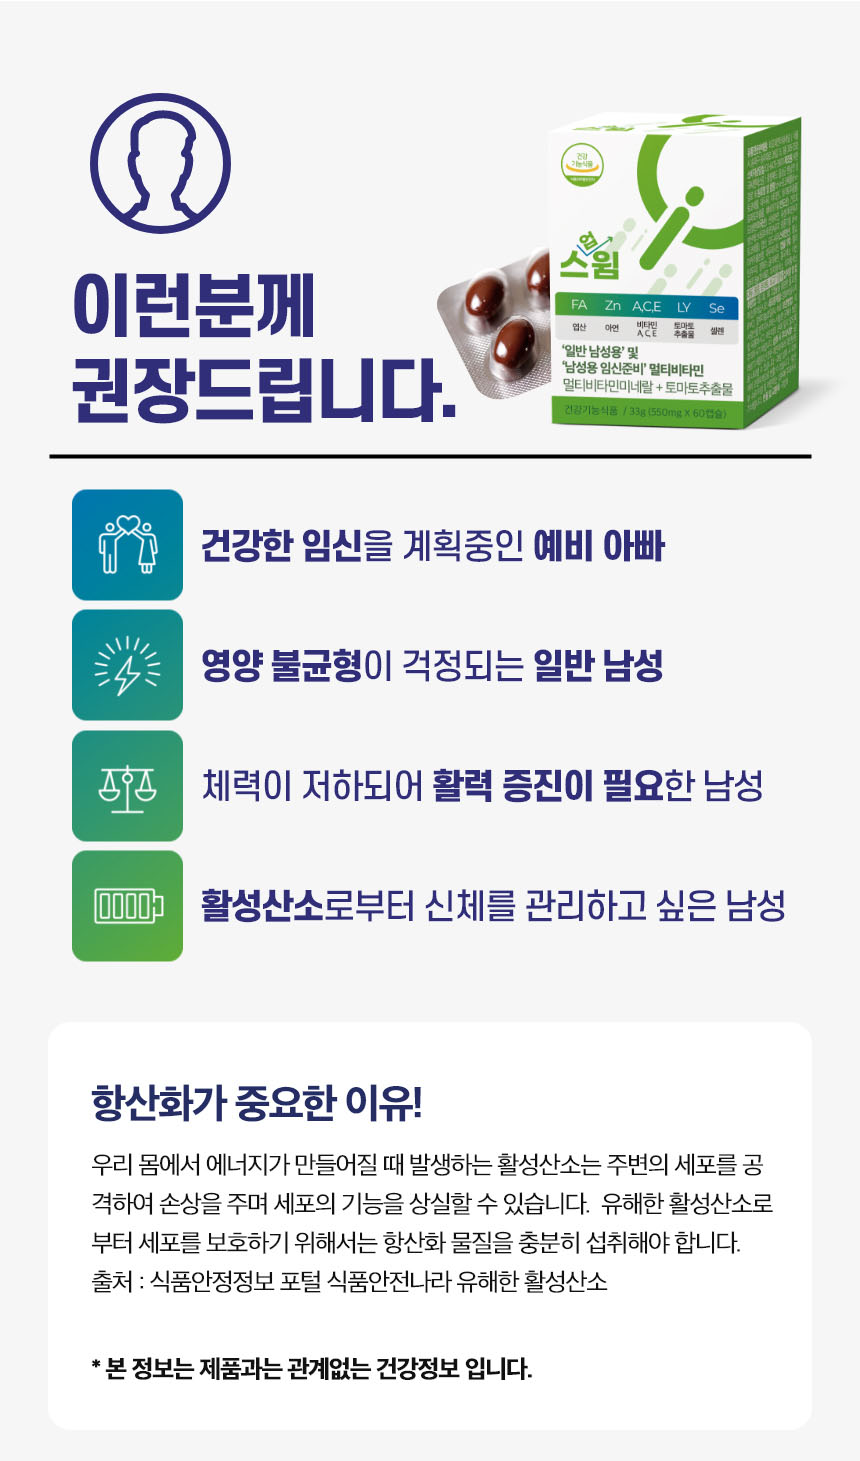 이런분께
권장드립니다.
건강
기능식품
업
스윔
FA Zn A,C,E LY Se
엽산 아연 비타민 A,C,E 토마토 추출물 셀렌
‘일반 남성용’ 및
‘남성용 임신준비’ 멀티비타민
멀티비타민미네랄 + 토마토추출물
건강기능식품 / 33g (550mg X 60캡슐)
건강한 임신을 계획중인 예비 아빠
영양 불균형이 걱정되는 일반 남성
체력이 저하되어 활력 증진이 필요한 남성
활성산소로부터 신체를 관리하고 싶은 남성
항산화가 중요한 이유!
우리 몸에서 에너지가 만들어질 때 발생하는 활성산소는 주변의 세포를 공
격하여 손상을 주며 세포의 기능을 상실할 수 있습니다. 유해한 활성산소로
부터 세포를 보호하기 위해서는 항산화 물질을 충분히 섭취해야 합니다.
출처 : 식품안정정보 포털 식품안전나라 유해한 활성산소
* 본 정보는 제품과는 관계없는 건강정보 입니다.